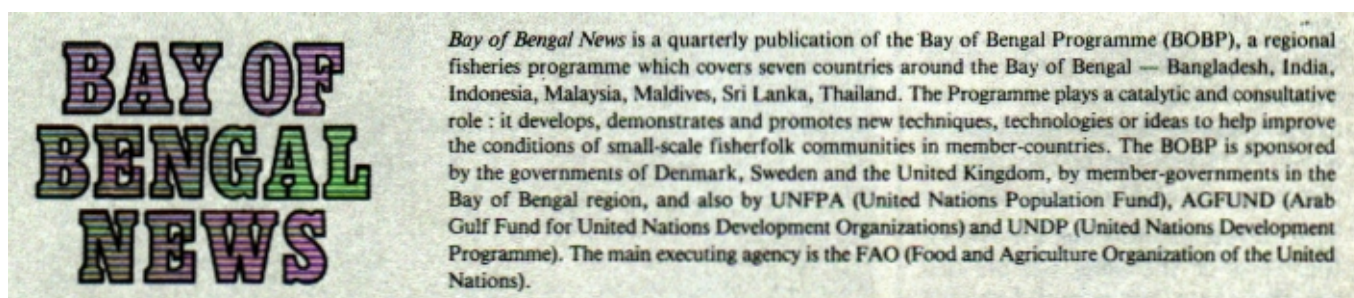 BAY OF
BENGAL
NEWS
Bay of Bengal News is a quarterly publication of the Bay of Bengal Programme (BOBP), a regional
fisheries programme which covers seven countries around the Bay of Bengal — Bangladesh, India,
Indonesia, Malaysia, Maldives, Sri Lanka, Thailand. The Programme plays a catalytic and consultative
role : it develops, demonstrates and promotes new techniques, technologies or ideas to help improve
the conditions of small-scale fisherfolk communities in member-countries. The BOBP is sponsored
by the governments of Denmark, Sweden and the United Kingdom, by member-governments in the
Bay of Bengal region, and also by UNFPA (United Nations Population Fund), AGFUND (Arab
Gulf Fund for United Nations Development Organizations) and UNDP (United Nations Development
Programme). The main executing agency is the FAO (Food and Agriculture Organization of the United
Nations).